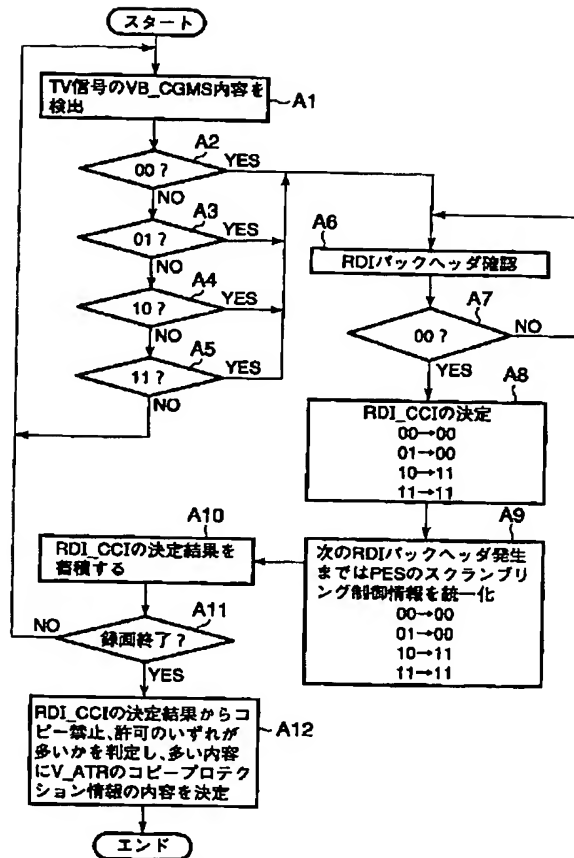 スタート
TV信号のVB_CGMS内容を
検出
A1
A2
00?
YES
NO
A3
01?
YES
NO
A4
10?
YES
NO
A5
11?
YES
NO
A6
RDIパックヘッダ確認
A7
00?
NO
YES
A8
RDI_CCIの決定
00→00
01→00
10→11
11→11
A9
次のRDIパックヘッダ発生
まではPESのスクランブリ
ング制御情報を統一化
00→00
01→00
10→11
11→11
A10
RDI_CCIの決定結果を
蓄積する
A11
録画終了?
NO
YES
RDI_CCIの決定結果からコ
ピー禁止、許可のいずれが
多いかを判定し、多い内容
にV_ATRのコピープロテク
ション情報の内容を決定
A12
エンド